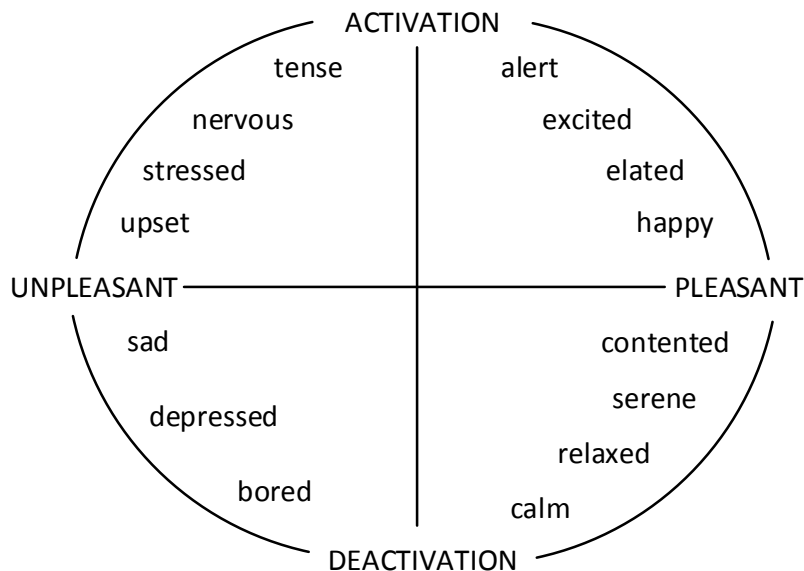 ACTIVATION
tense alert
nervous excited
stressed elated
upset happy
UNPLEASANT PLEASANT
sad contented
serene
depressed
relaxed
bored
calm
DEACTIVATION